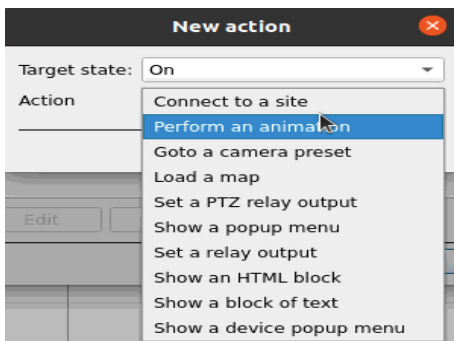 New action
Target state: On
Action
Connect to a site
Perform an animation
Goto a camera preset
Load a map
Set a PTZ relay output
Edit
Show a popup menu
Set a relay output
Show an HTML block
Show a block of text
Show a device popup menu